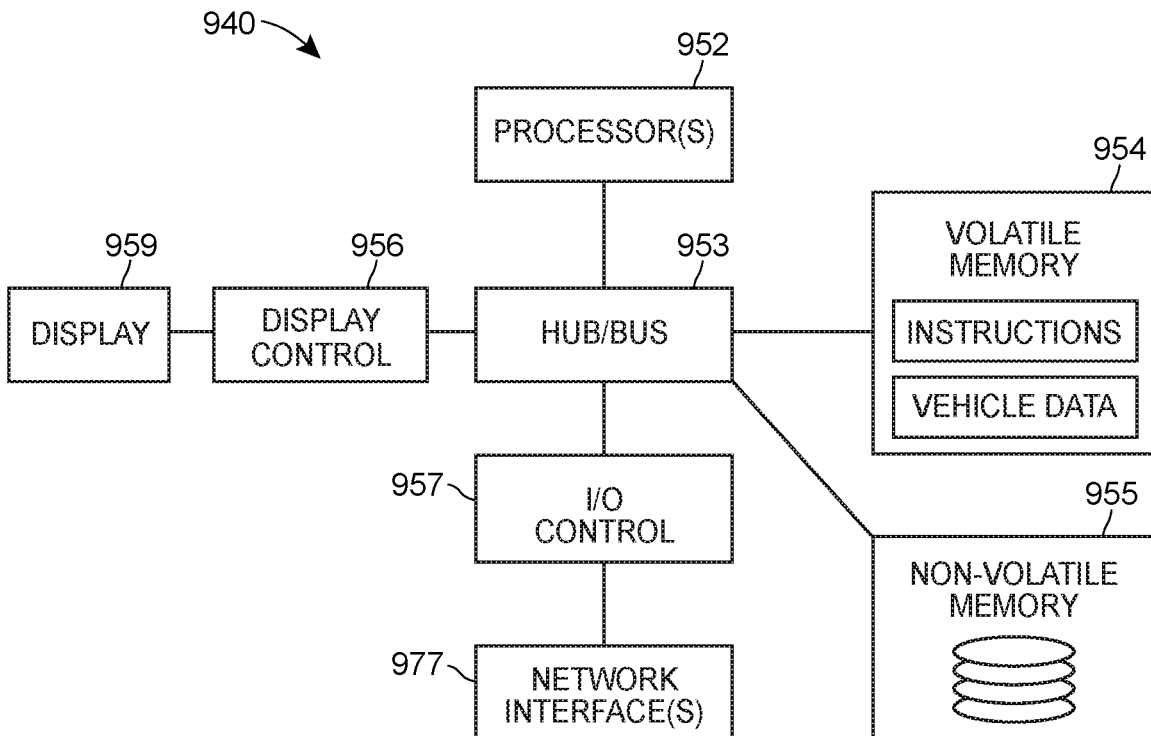 940
952
PROCESSOR(S)
954
VOLATILE
MEMORY
INSTRUCTIONS
VEHICLE DATA
959
DISPLAY
956
DISPLAY
CONTROL
953
HUB/BUS
957
I/O
CONTROL
955
NON-VOLATILE
MEMORY
977
NETWORK
INTERFACE(S)